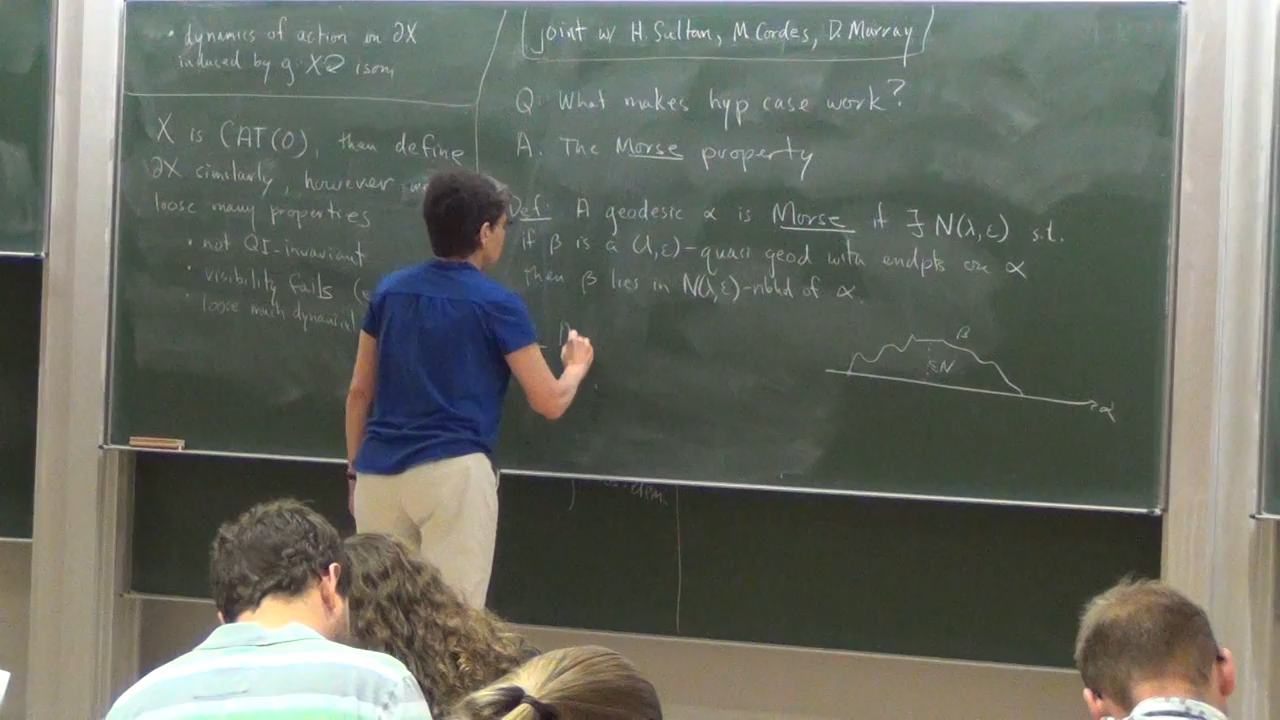 • dynamics of action on ∂X
induced by g: X⟲ isom,
X is CAT(0), then define
∂X similarly, however
loose many properties
• not QI-invariant
• visibility fails (
• loose much dynamical
Joint w/ H. Sultan, M. Cordes, D. Murray
Q: What makes hyp case work?
A. The Morse property
Def: A geodesic α is Morse if ∃ N(λ,ε) s.t.
if β is a (λ,ε)-quasi geod with endpts on α
then β lies in N(λ,ε)-nbhd of α.
β
≤N
α